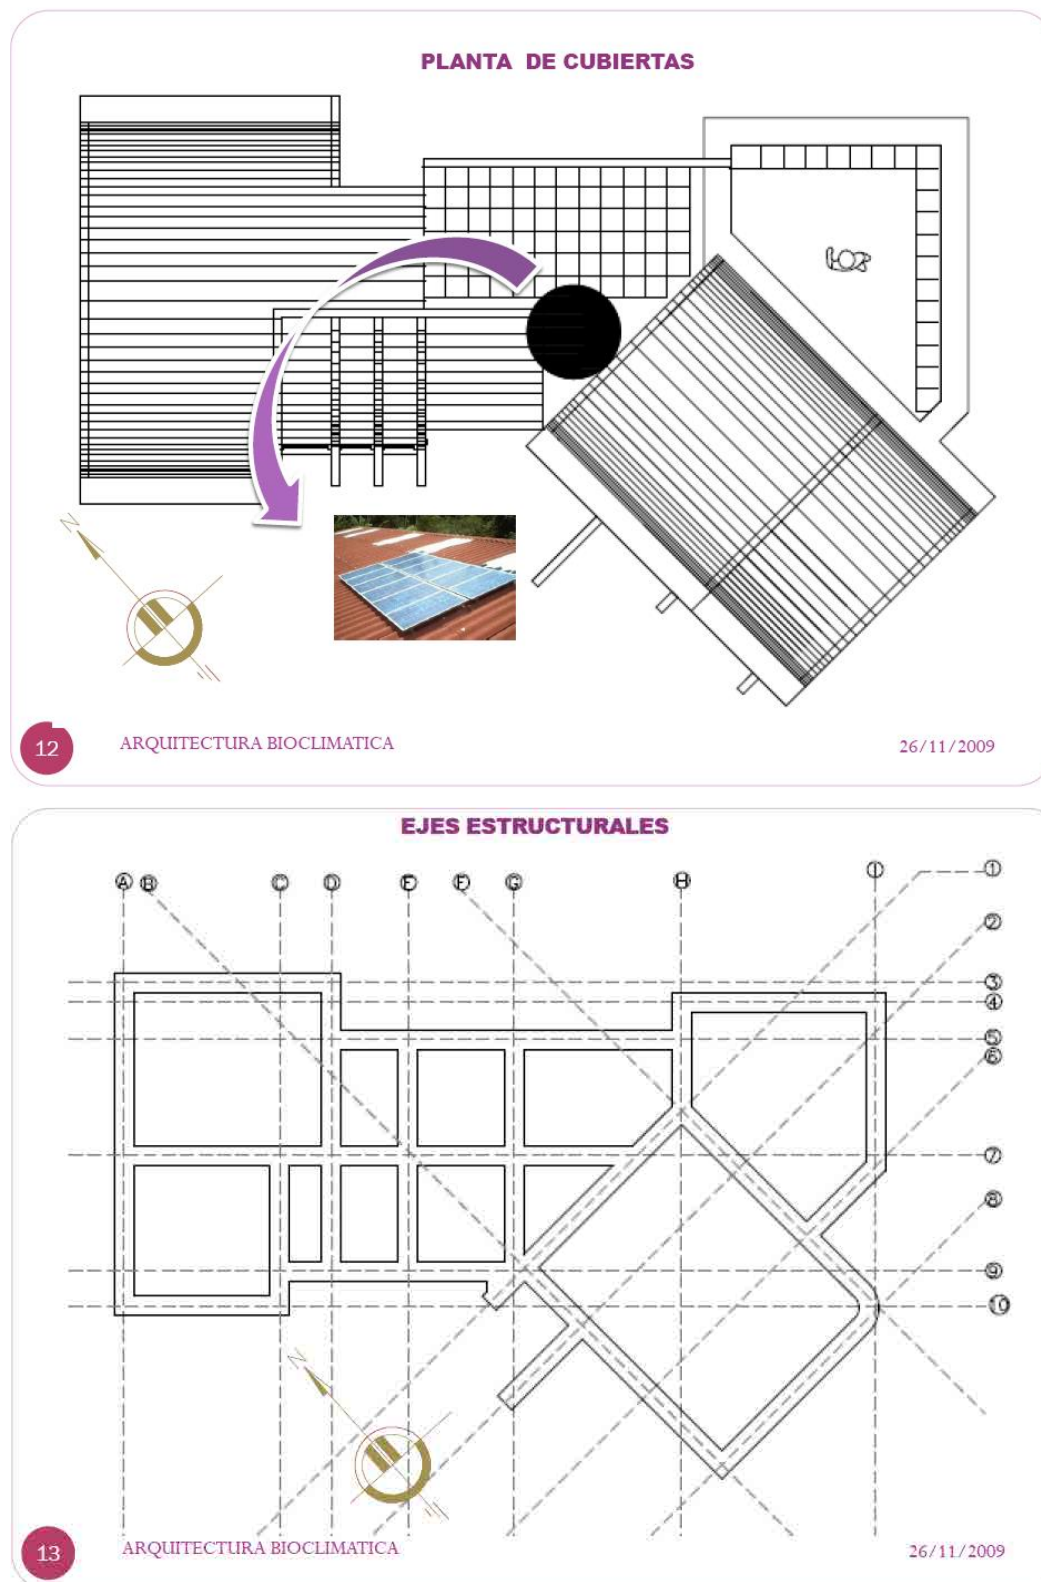 PLANTA DE CUBIERTAS
N
12
ARQUITECTURA BIOCLIMATICA
26/11/2009
EJES ESTRUCTURALES
A B C D E F G H I 1
2
3
4
5
6
7
8
9
10
N
13
ARQUITECTURA BIOCLIMATICA
26/11/2009